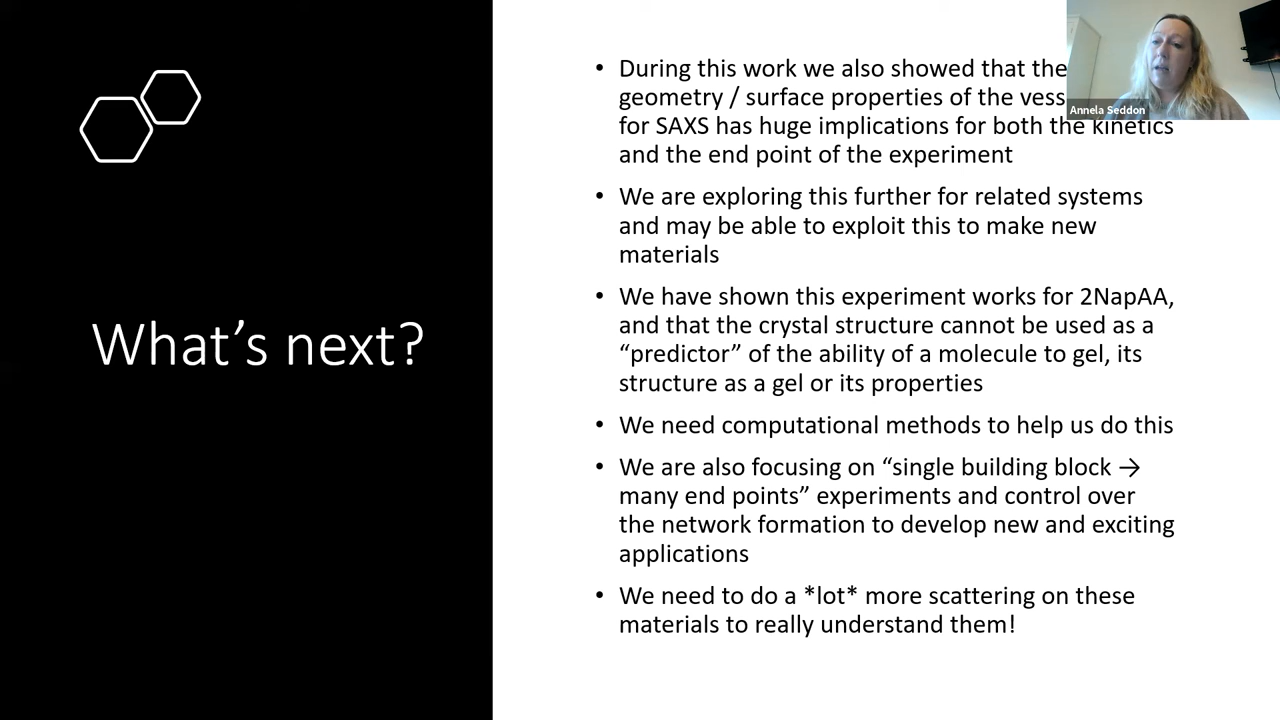 What's next?
• During this work we also showed that the
geometry / surface properties of the
for SAXS has huge implications for both the kinetics
and the end point of the experiment
• We are exploring this further for related systems
and may be able to exploit this to make new
materials
• We have shown this experiment works for 2NapAA,
and that the crystal structure cannot be used as a
“predictor” of the ability of a molecule to gel, its
structure as a gel or its properties
• We need computational methods to help us do this
• We are also focusing on “single building block →
many end points” experiments and control over
the network formation to develop new and exciting
applications
• We need to do a *lot* more scattering on these
materials to really understand them!
Annela Seddon